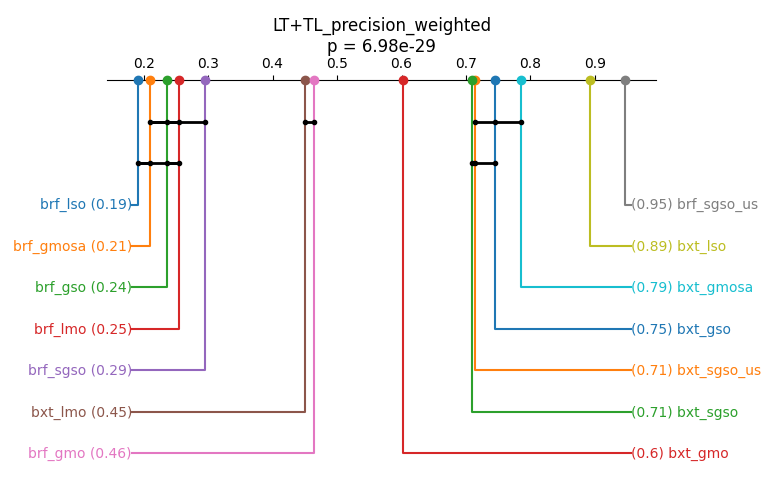 LT+TL_precision_weighted
p = 6.98e-29
0.2 0.3 0.4 0.5 0.6 0.7 0.8 0.9
brf_lso (0.19) (0.95) brf_sgso_us
brf_gmosa (0.21) (0.89) bxt_lso
brf_gso (0.24) (0.79) bxt_gmosa
brf_lmo (0.25) (0.75) bxt_gso
brf_sgso (0.29) (0.71) bxt_sgso_us
bxt_lmo (0.45) (0.71) bxt_sgso
brf_gmo (0.46) (0.6) bxt_gmo